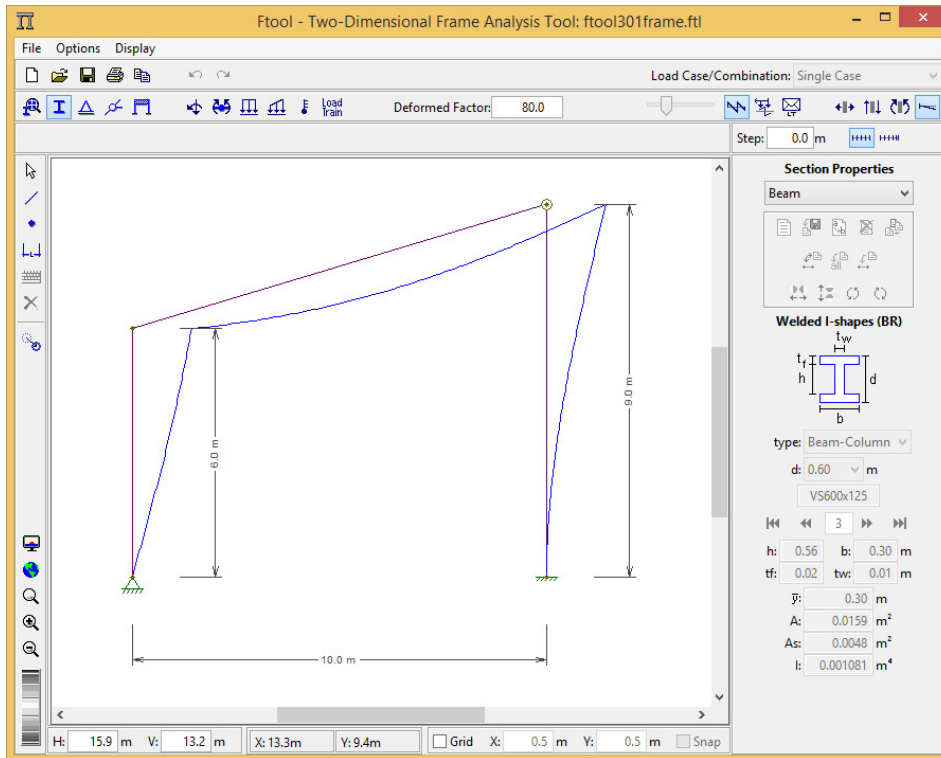 Ftool - Two-Dimensional Frame Analysis Tool: ftool301frame.ftl
File Options Display
Load Case/Combination: Single Case
Load Train Deformed Factor: 80.0 LT
Step: 0.0 m
Section Properties
Beam
all
Welded I-shapes (BR)
tw
tf
h
d
b
type: Beam-Column
d: 0.60 m
VS600x125
3
h: 0.56 b: 0.30 m
tf: 0.02 tw: 0.01 m
y̅: 0.30 m
A: 0.0159 m²
As: 0.0048 m²
I: 0.001081 m⁴
6.0 m
9.0 m
10.0 m
L
H: 15.9 m V: 13.2 m X: 13.3m Y: 9.4m Grid X: 0.5 m Y: 0.5 m Snap